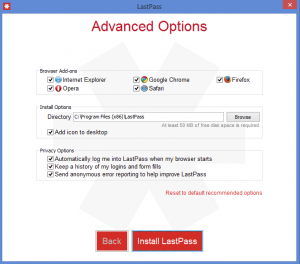 LastPass
Advanced Options
Browser Add-ons
Internet Explorer Google Chrome Firefox
Opera Safari
Install Options
Directory C:\Program Files (x86)\LastPass Browse
At least 50 MB of free disk space is required
Add icon to desktop
Privacy Options
Automatically log me into LastPass when my browser starts
Keep a history of my logins and form fills
Send anonymous error reporting to help improve LastPass
Reset to default recommended options
Back Install LastPass